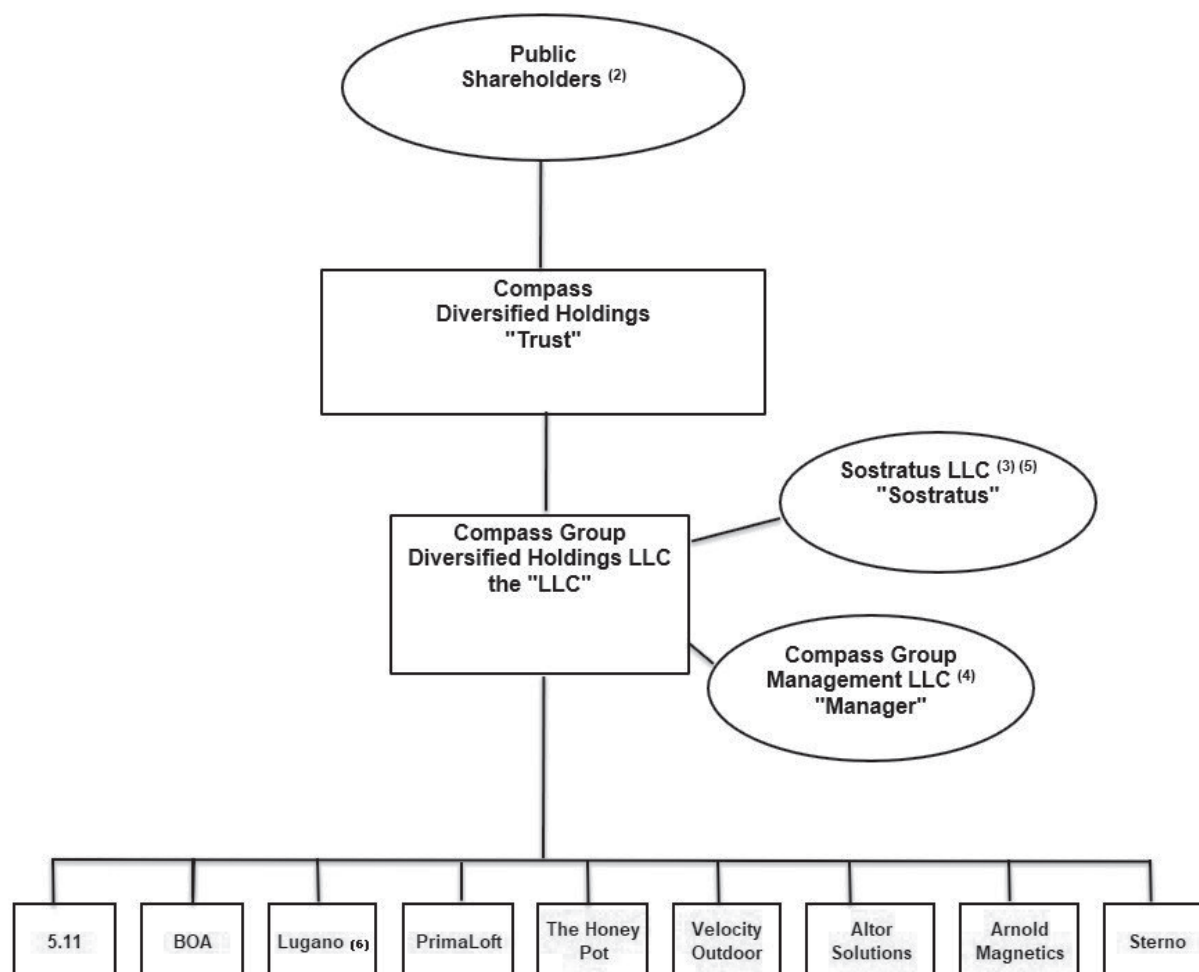 Public
Shareholders (2)
Compass
Diversified Holdings
"Trust"
Sostratus LLC (3) (5)
"Sostratus"
Compass Group
Diversified Holdings LLC
the "LLC"
Compass Group
Management LLC (4)
"Manager"
5.11
BOA
Lugano (6)
PrimaLoft
The Honey
Pot
Velocity
Outdoor
Altor
Solutions
Arnold
Magnetics
Sterno